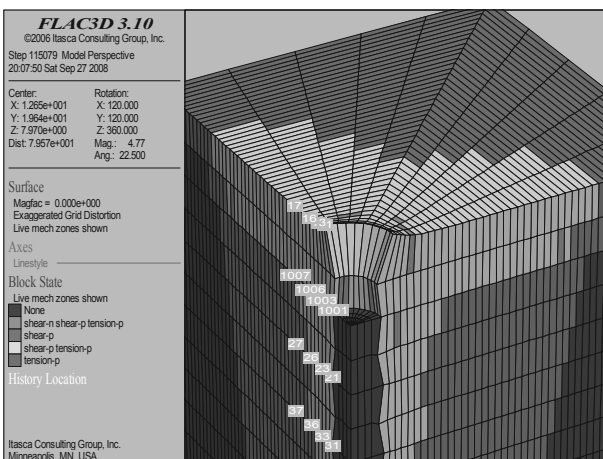 FLAC3D 3.10
©2006 Itasca Consulting Group, Inc.
Step 115079 Model Perspective
20:07:50 Sat Sep 27 2008
Center: Rotation:
X: 1.265e+001 X: 120.000
Y: 1.964e+001 Y: 120.000
Z: 7.970e+000 Z: 360.000
Dist: 7.957e+001 Mag.: 4.77
Ang.: 22.500
Surface
Magfac = 0.000e+000
Exaggerated Grid Distortion
Live mech zones shown
Axes
Linestyle
Block State
Live mech zones shown
None
shear-n shear-p tension-p
shear-p
shear-p tension-p
tension-p
History Location
Itasca Consulting Group, Inc.
Minneapolis, MN USA
17
16
31
1007
1006
1003
1001
27
26
23
21
37
36
33
31